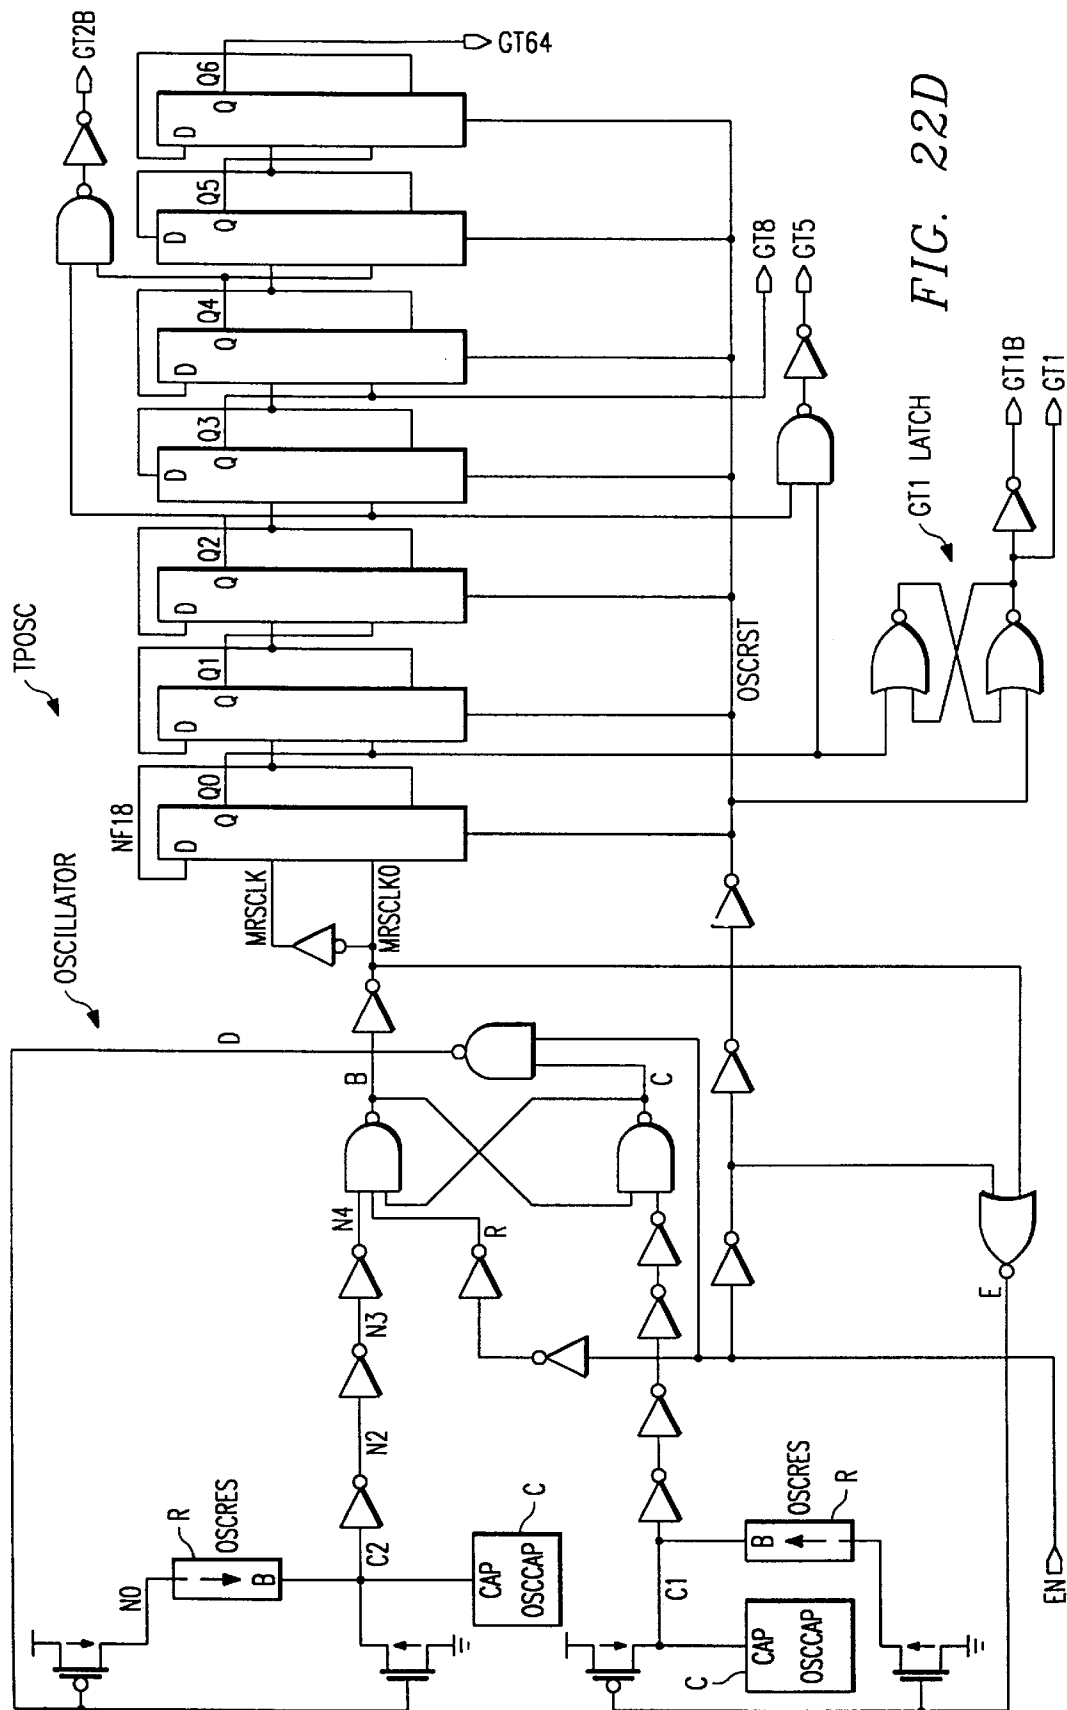 TPOSC
OSCILLATOR
GT2B
NF18
D
Q
Q0
D
Q
Q1
D
Q
Q2
D
Q
Q3
D
Q
Q4
D
Q
Q5
D
Q
Q6
GT64
MRSCLK
MRSCLKO
GT8
GT5
OSCRST
GT1 LATCH
GT1B
GT1
D
B
C
N4
N3
N2
R
E
N0
R
OSCRES
B
C2
C
CAP
OSCCAP
C1
C
CAP
OSCCAP
B
OSCRES
R
EN
FIG. 22D